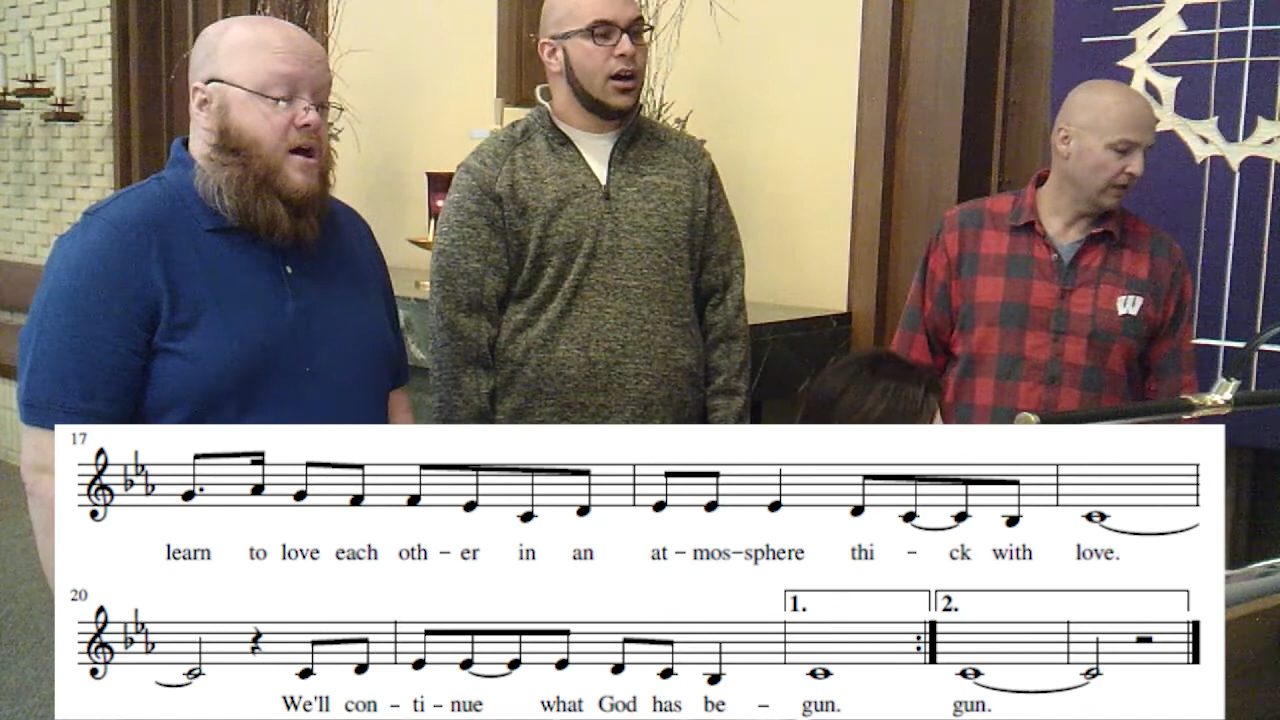 W
17
learn to love each oth – er in an at – mos–sphere thi – ck with love.
20
1. 2.
We'll con – ti – nue what God has be – gun. gun.